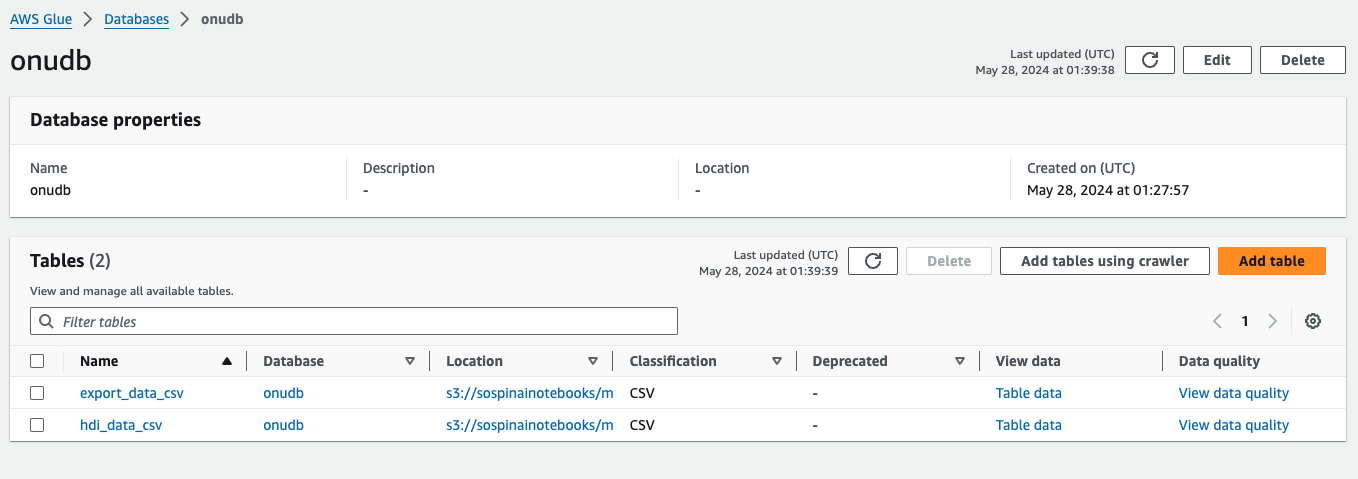 AWS Glue > Databases > onudb
onudb
Last updated (UTC)
May 28, 2024 at 01:39:38
Edit
Delete
Database properties
Name
onudb
Description
-
Location
-
Created on (UTC)
May 28, 2024 at 01:27:57
Tables (2)
Last updated (UTC)
May 28, 2024 at 01:39:39
Delete
Add tables using crawler
Add table
View and manage all available tables.
Filter tables
1
Name Database Location Classification Deprecated View data Data quality
export_data_csv onudb s3://sospinainotebooks/m CSV - Table data View data quality
hdi_data_csv onudb s3://sospinainotebooks/m CSV - Table data View data quality